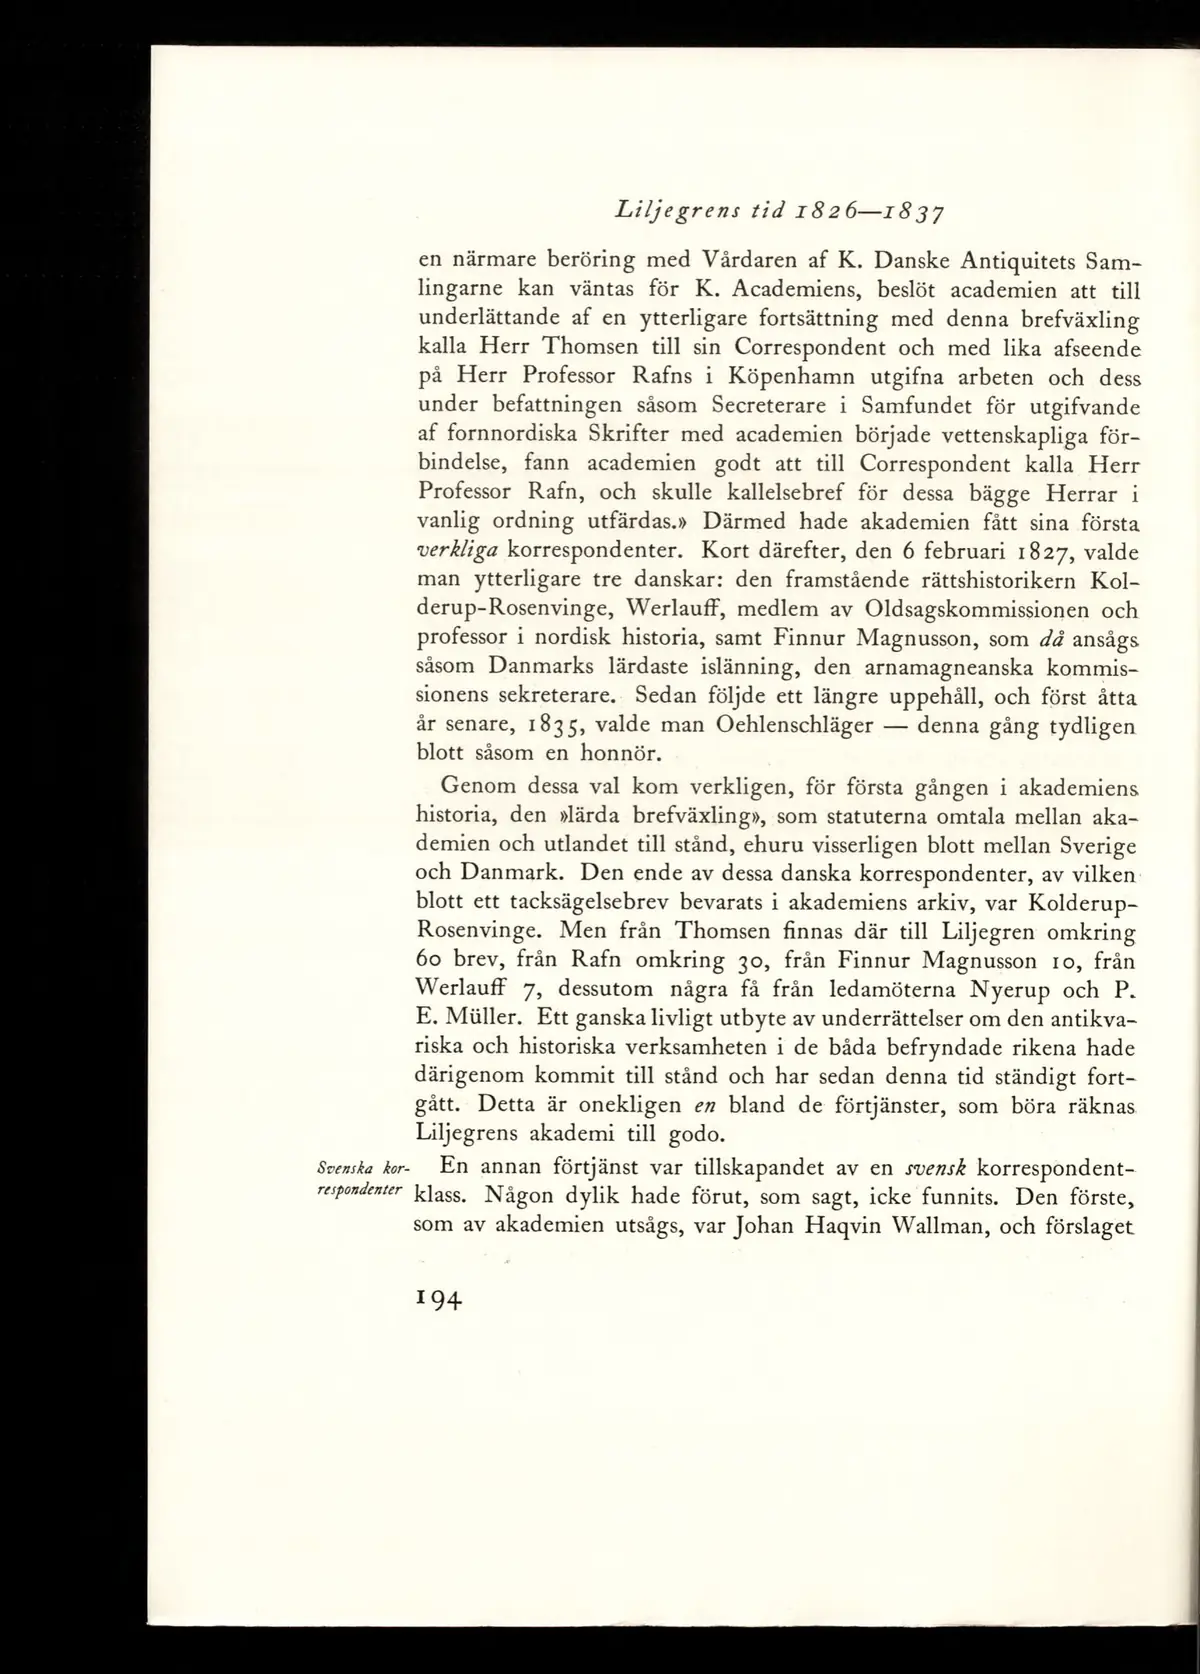 Liljegrens tid 1826—1837
en närmare beröring med Vårdaren af K. Danske Antiquitets Sam-
lingarne kan väntas för K. Academiens, beslöt academien att till
underlättande af en ytterligare fortsättning med denna brefväxling
kalla Herr Thomsen till sin Correspondent och med lika afseende
på Herr Professor Rafns i Köpenhamn utgifna arbeten och dess
under befattningen såsom Secreterare i Samfundet för utgifvande
af fornnordiska Skrifter med academien började vettenskapliga för-
bindelse, fann academien godt att till Correspondent kalla Herr
Professor Rafn, och skulle kallelsebref för dessa bägge Herrar i
vanlig ordning utfärdas.» Därmed hade akademien fått sina första
verkliga korrespondenter. Kort därefter, den 6 februari 1827, valde
man ytterligare tre danskar: den framstående rättshistorikern Kol-
derup-Rosenvinge, Werlauff, medlem av Oldsagskommissionen och
professor i nordisk historia, samt Finnur Magnusson, som då ansågs
såsom Danmarks lärdaste islänning, den arnamagneanska kommis-
sionens sekreterare. Sedan följde ett längre uppehåll, och först åtta
år senare, 1835, valde man Oehlenschläger — denna gång tydligen
blott såsom en honnör.
Genom dessa val kom verkligen, för första gången i akademiens
historia, den »lärda brefväxling», som statuterna omtala mellan aka-
demien och utlandet till stånd, ehuru visserligen blott mellan Sverige
och Danmark. Den ende av dessa danska korrespondenter, av vilken
blott ett tacksägelsebrev bevarats i akademiens arkiv, var Kolderup-
Rosenvinge. Men från Thomsen finnas där till Liljegren omkring
60 brev, från Rafn omkring 30, från Finnur Magnusson 10, från
Werlauff 7, dessutom några få från ledamöterna Nyerup och P.
E. Müller. Ett ganska livligt utbyte av underrättelser om den antikva-
riska och historiska verksamheten i de båda befryndade rikena hade
därigenom kommit till stånd och har sedan denna tid ständigt fort-
gått. Detta är onekligen en bland de förtjänster, som böra räknas
Liljegrens akademi till godo.
Svenska kor-
respondenter
En annan förtjänst var tillskapandet av en svensk korrespondent-
klass. Någon dylik hade förut, som sagt, icke funnits. Den förste,
som av akademien utsågs, var Johan Haqvin Wallman, och förslaget
194